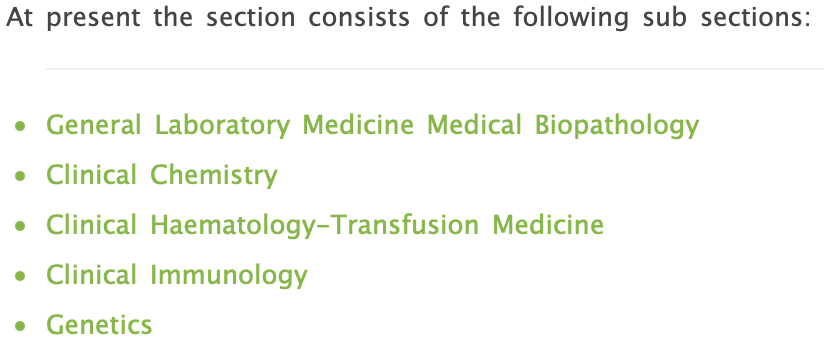 At present the section consists of the following sub sections:
• General Laboratory Medicine Medical Biopathology
• Clinical Chemistry
• Clinical Haematology-Transfusion Medicine
• Clinical Immunology
• Genetics